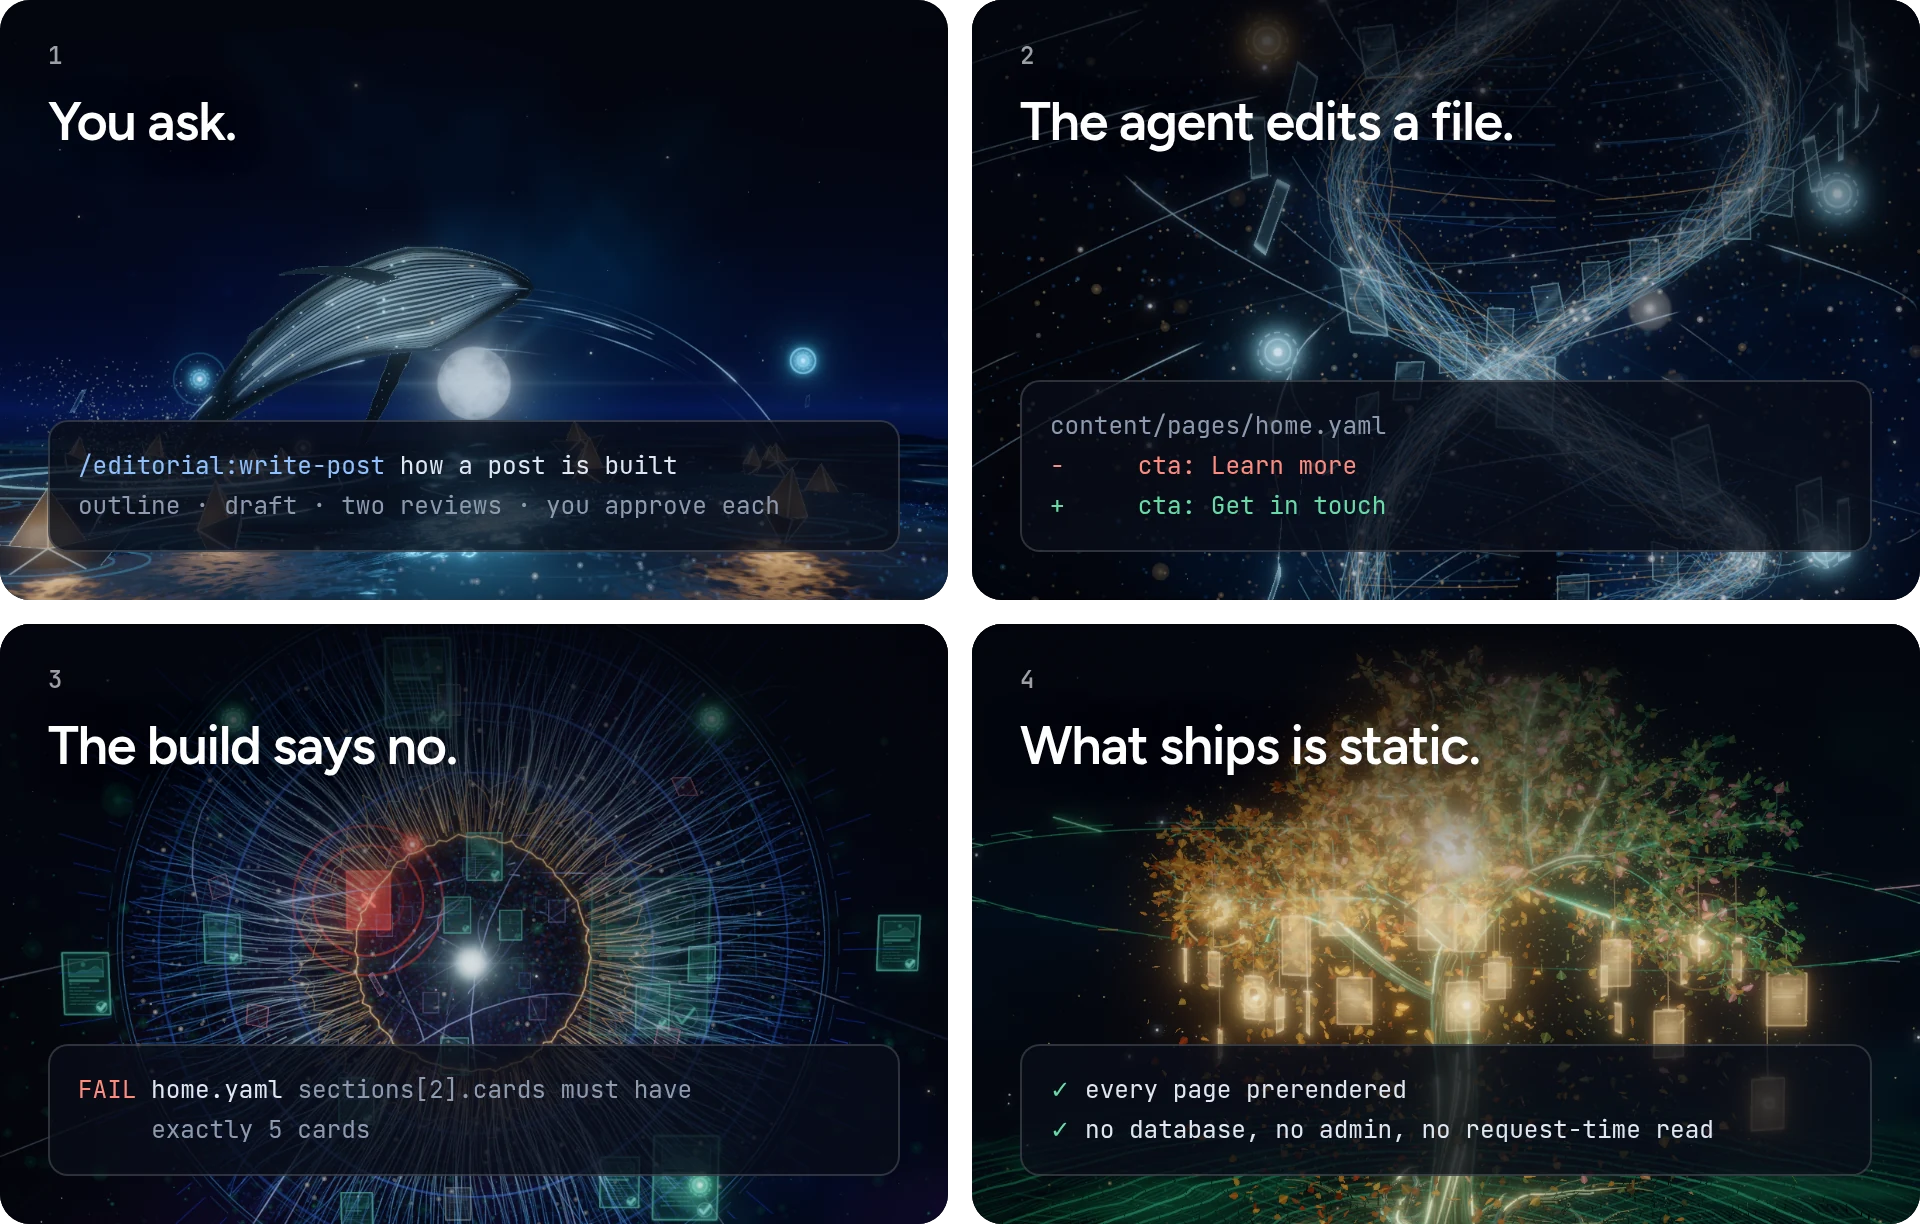 1
You ask.
/editorial:write-post how a post is built
outline · draft · two reviews · you approve each
2
The agent edits a file.
content/pages/home.yaml
-     cta: Learn more
+     cta: Get in touch
3
The build says no.
FAIL home.yaml sections[2].cards must have
exactly 5 cards
4
What ships is static.
✓ every page prerendered
✓ no database, no admin, no request-time read